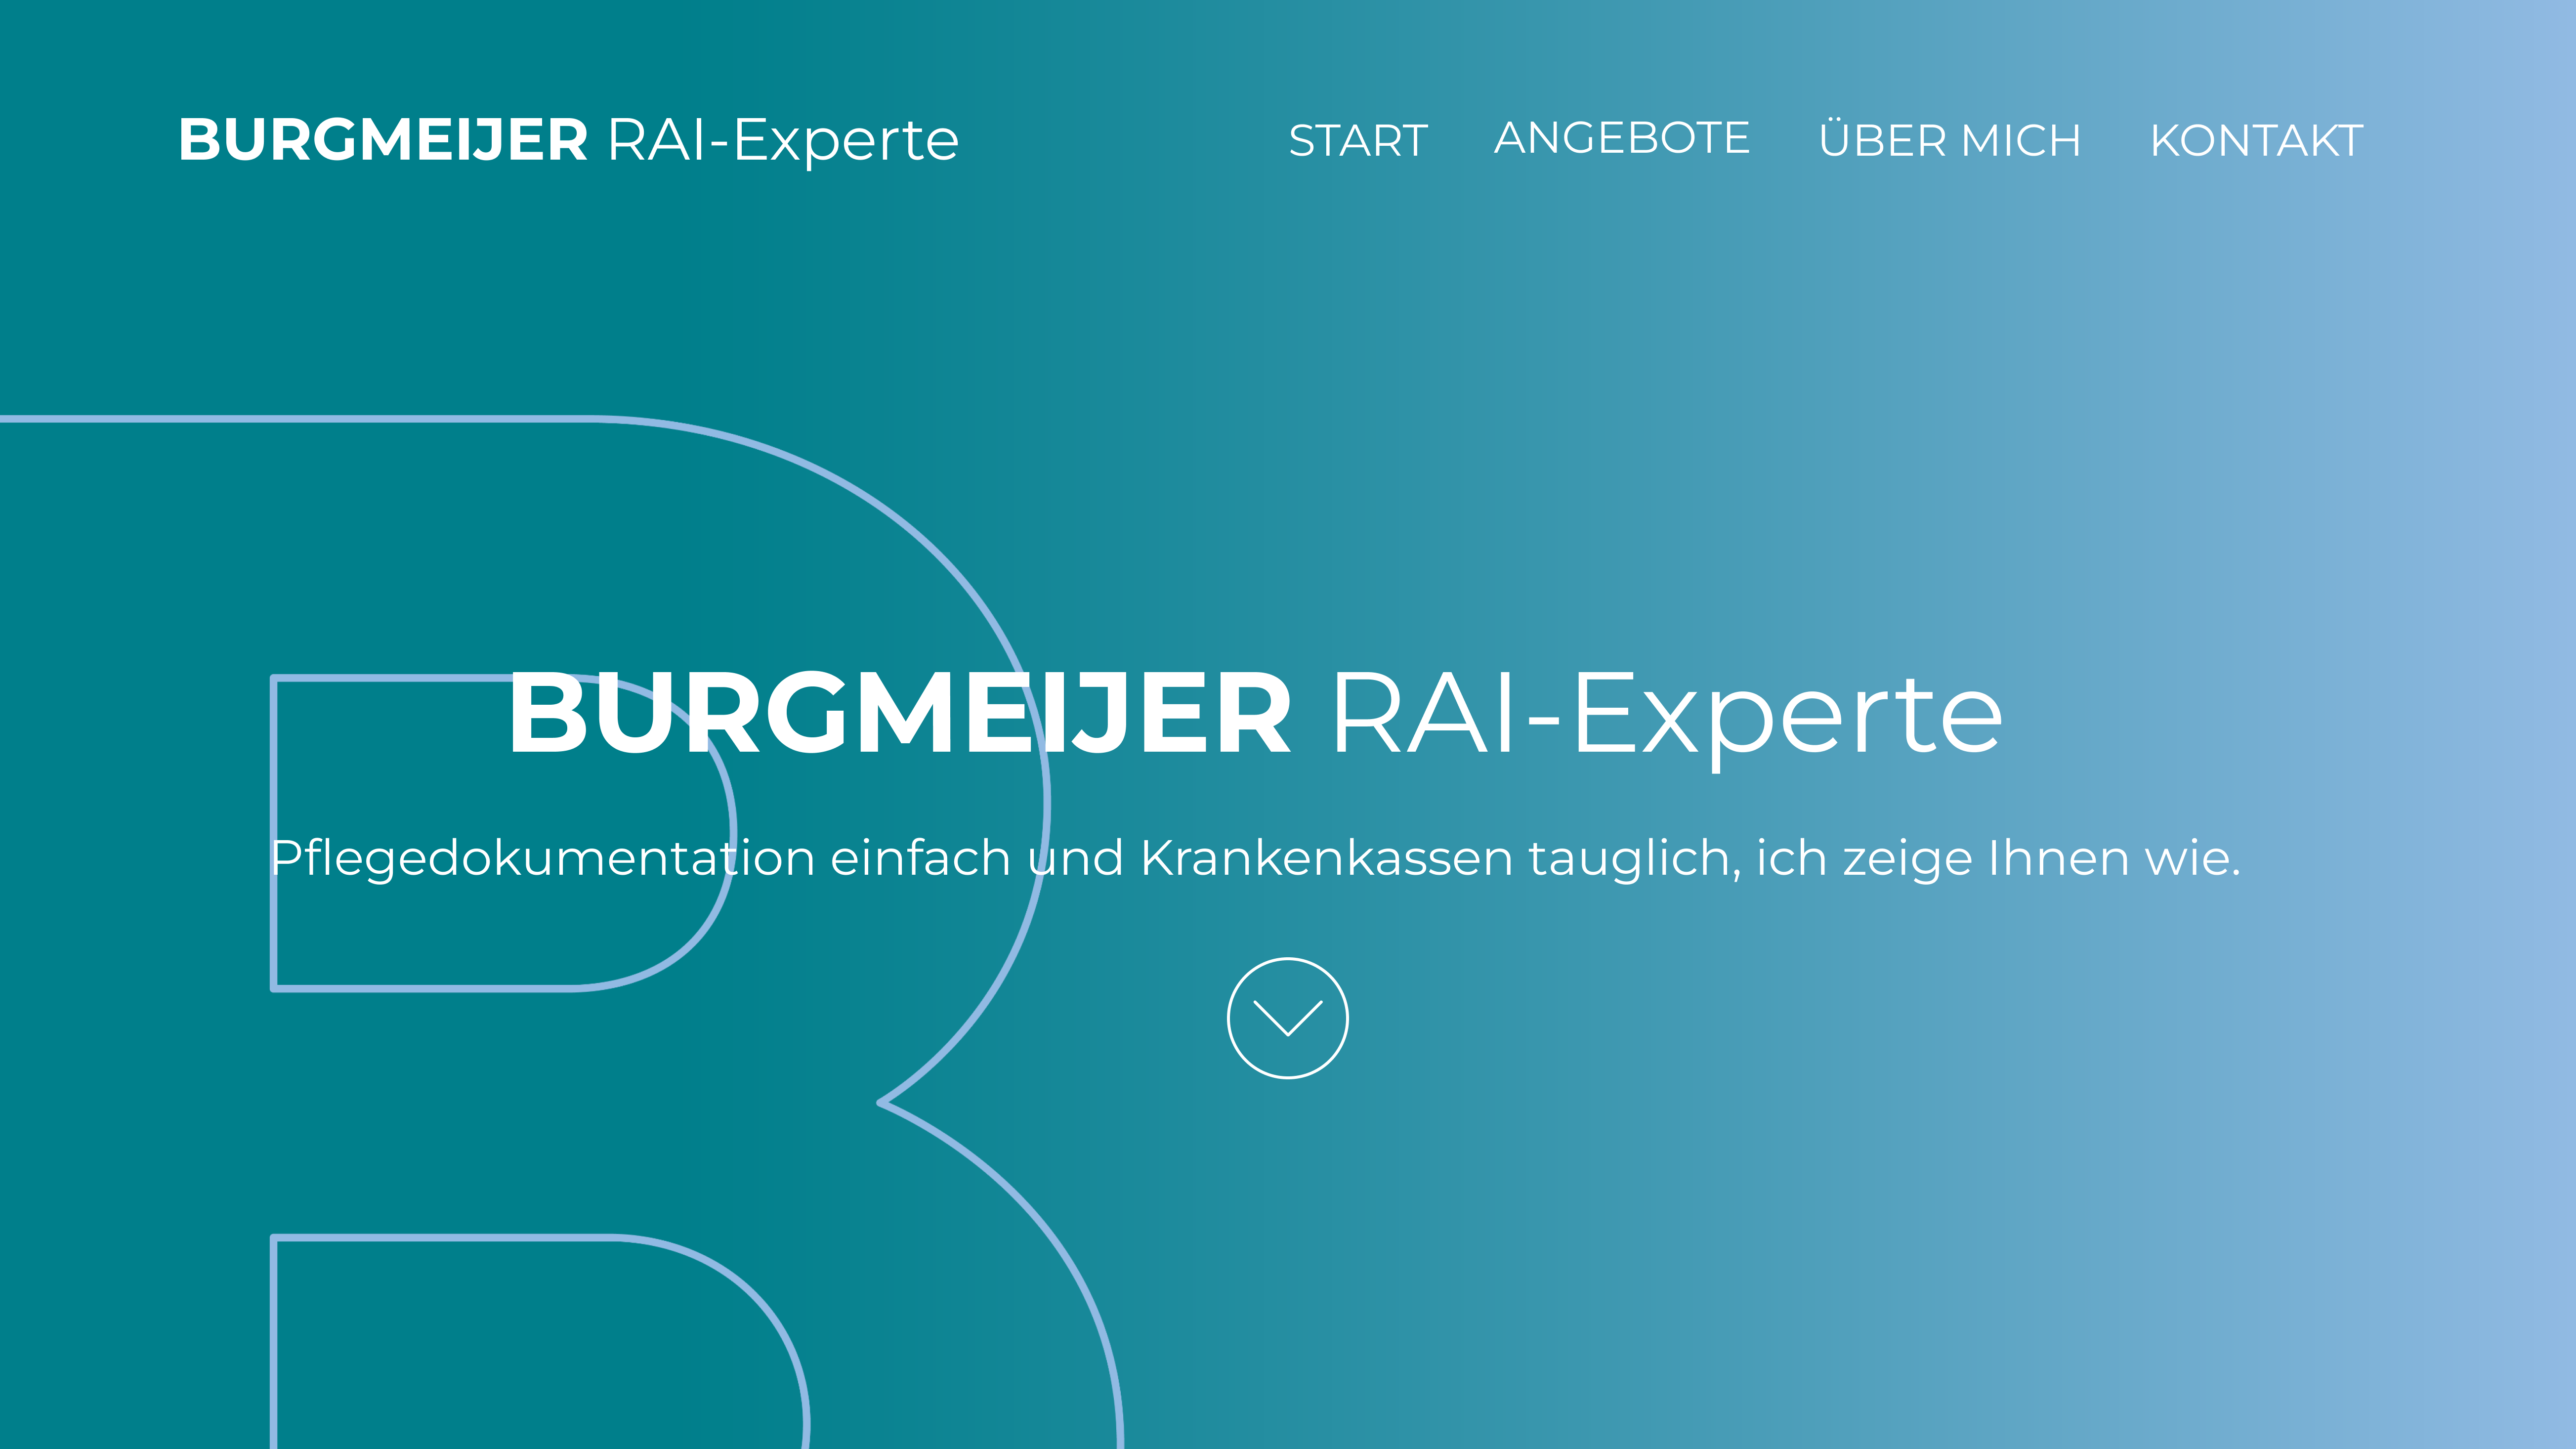 BURGMEIJER RAI-Experte
START ANGEBOTE ÜBER MICH KONTAKT
BURGMEIJER RAI-Experte
Pflegedokumentation einfach und Krankenkassen tauglich, ich zeige Ihnen wie.